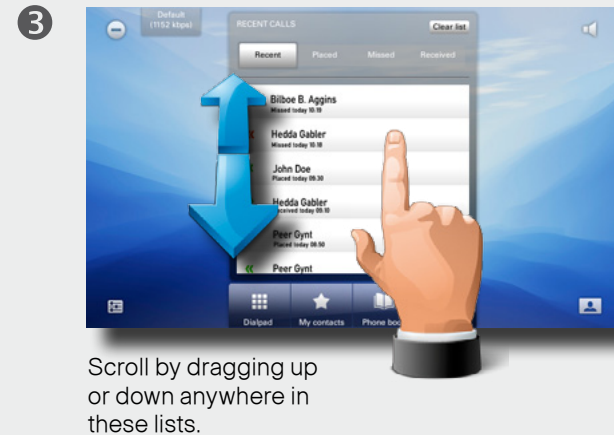 3
Default
(1152 kbps)
RECENT CALLS
Clear list
Recent Placed Missed Received
Bilboe B. Aggins
Missed today 10:19
Hedda Gabler
Missed today 10.18
John Doe
Placed today 09.30
Hedda Gabler
Received today 09.10
Peer Gynt
Placed today 08.50
Peer Gynt
Dialpad My contacts Phone
Scroll by dragging up
or down anywhere in
these lists.